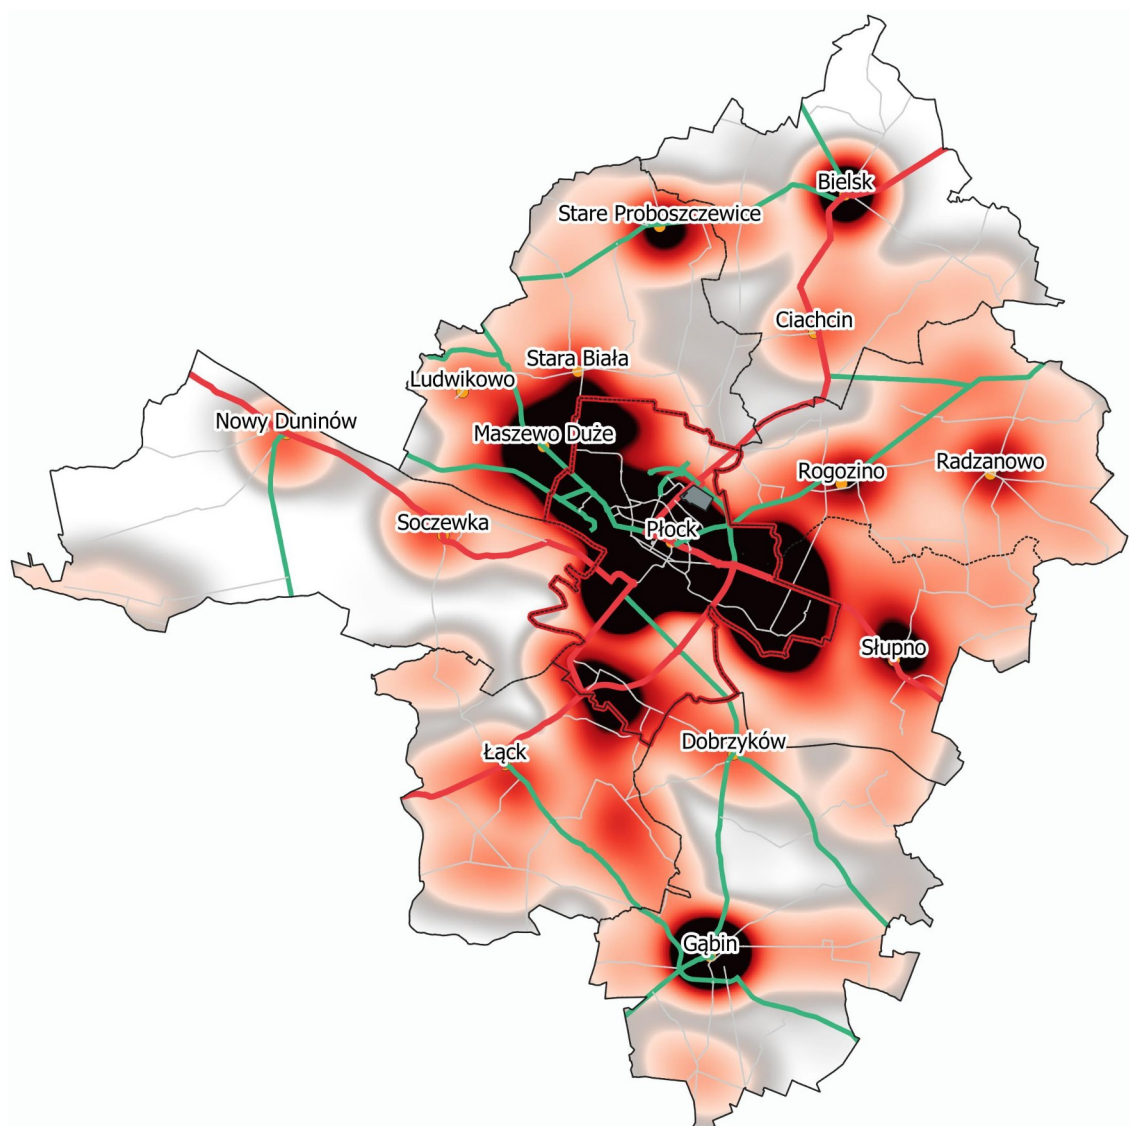 Bielsk
Stare Proboszczewice
Ciachcin
Stara Biała
Ludwikowo
Nowy Duninów
Maszewo Duże
Rogozino
Radzanowo
Soczewka
Płock
Słupno
Dobrzyków
Łąck
Gąbin